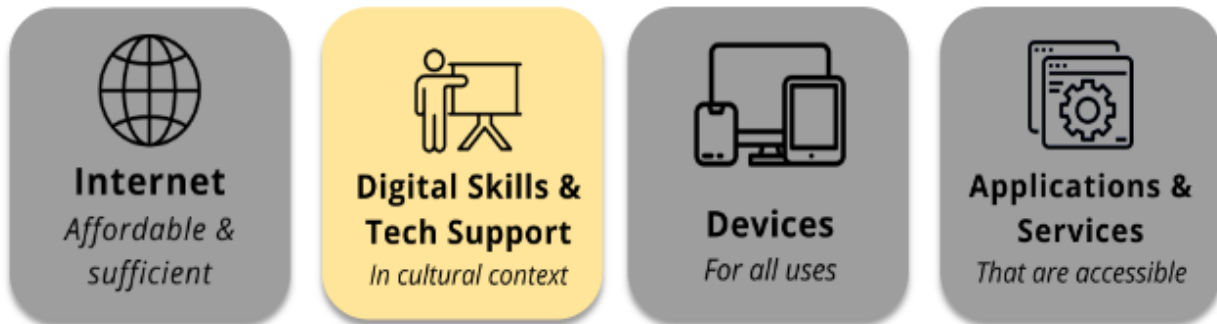 Internet
Affordable &
sufficient
Digital Skills &
Tech Support
In cultural context
Devices
For all uses
Applications &
Services
That are accessible